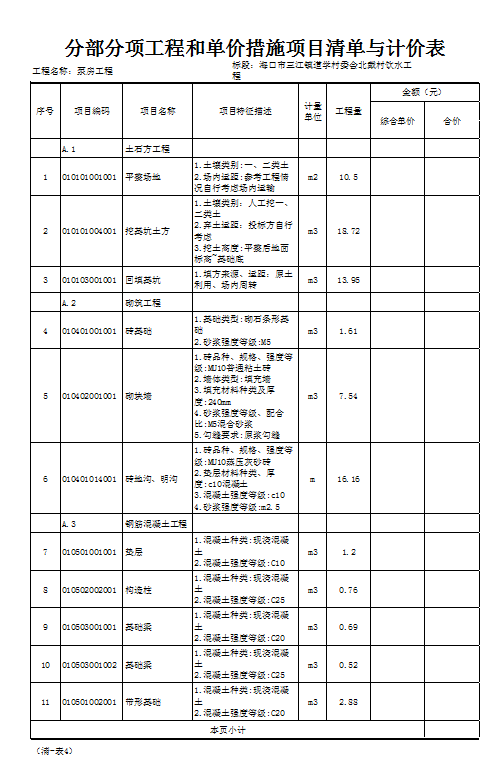 分部分项工程和单价措施项目清单与计价表
工程名称：泵房工程
标段：海口市三江镇道学村委会北戴村饮水工
程
序号
项目编码
项目名称
项目特征描述
计量
单位
工程量
金额（元）
综合单价
合价
A.1 土石方工程
1 010101001001 平整场地
1.土壤类别:一、二类土
2.场内运距:参考工程情
况自行考虑场内运输
m2 10.5
2 010101004001 挖基坑土方
1.土壤类别：人工挖一、
二类土
2.弃土运距：投标方自行
考虑
3.挖土高度:平整后地面
标高~基础底
m3 18.72
3 010103001001 回填基坑
1.填方来源、运距：原土
利用、场内周转
m3 13.95
A.2 砌筑工程
4 010401001001 砖基础
1.基础类型:砌石条形基
础
2.砂浆强度等级:M5
m3 1.61
5 010402001001 砌块墙
1.砖品种、规格、强度等
级:MU10普通粘土砖
2.墙体类型:填充墙
3.填充材料种类及厚
度:240mm
4.砂浆强度等级、配合
比:M5混合砂浆
5.勾缝要求:原浆勾缝
m3 7.54
6 010401014001 砖地沟、明沟
1.砖品种、规格、强度等
级:MU10蒸压灰砂砖
2.垫层材料种类、厚
度:c10混凝土
3.混凝土强度等级:c10
4.砂浆强度等级:m2.5
m 16.16
A.3 钢筋混凝土工程
7 010501001001 垫层
1.混凝土种类:现浇混凝
土
2.混凝土强度等级:C10
m3 1.2
8 010502002001 构造柱
1.混凝土种类:现浇混凝
土
2.混凝土强度等级:C25
m3 0.76
9 010503001001 基础梁
1.混凝土种类:现浇混凝
土
2.混凝土强度等级:C20
m3 0.69
10 010503001002 基础梁
1.混凝土种类:现浇混凝
土
2.混凝土强度等级:C25
m3 0.52
11 010501002001 带形基础
1.混凝土种类:现浇混凝
土
2.混凝土强度等级:C20
m3 2.88
本页小计
（清-表4）